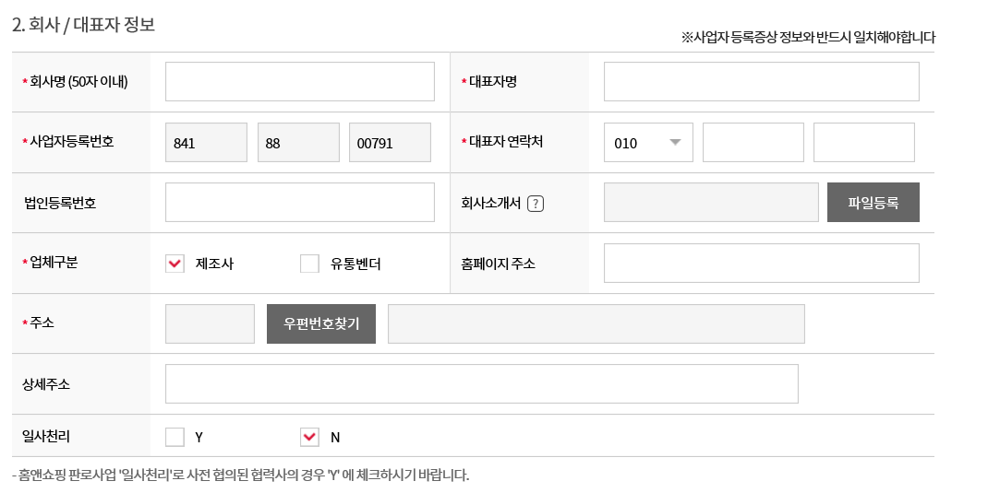 2. 회사 / 대표자 정보
※사업자 등록증상 정보와 반드시 일치해야합니다
* 회사명 (50자 이내) * 대표자명
* 사업자등록번호 841 88 00791 * 대표자 연락처 010
법인등록번호 회사소개서 ? 파일등록
* 업체구분 제조사 유통벤더 홈페이지 주소
* 주소 우편번호찾기
상세주소
일사천리 Y N
- 홈앤쇼핑 판로사업 '일사천리'로 사전 협의된 협력사의 경우 'Y' 에 체크하시기 바랍니다.